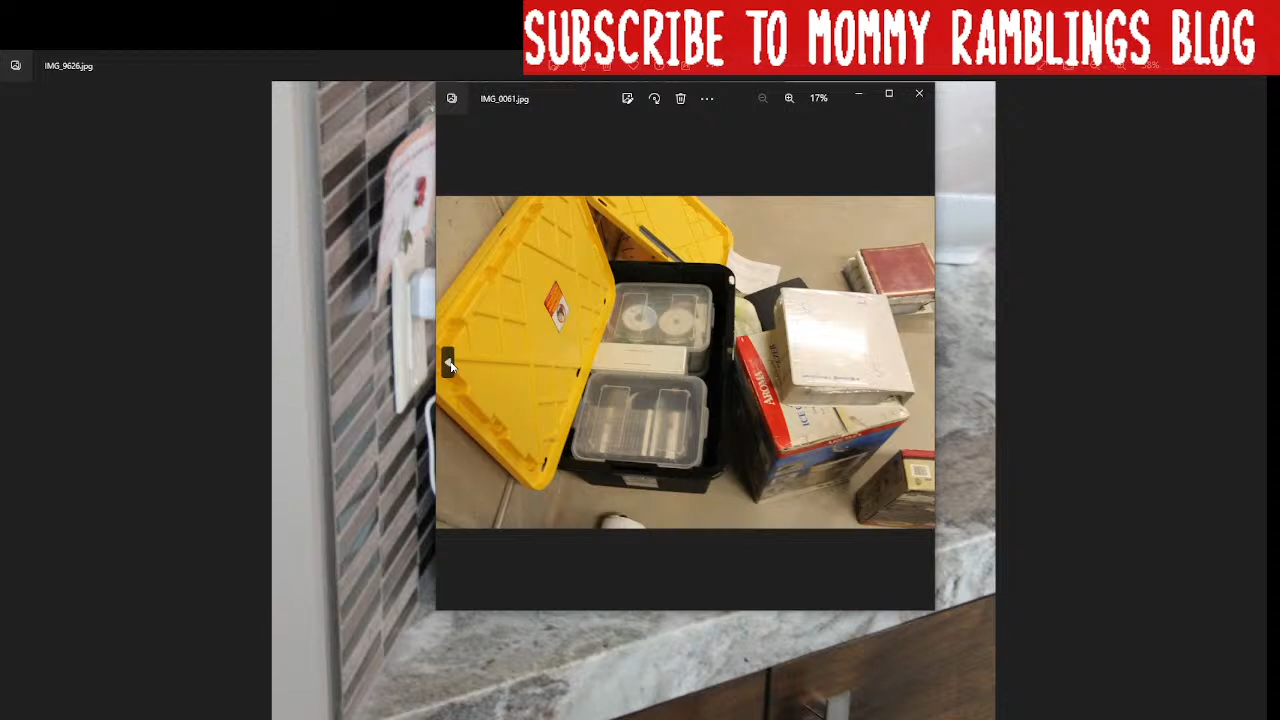 SUBSCRIBE TO MOMMY RAMBLINGS BLOG
IMG_9626.jpg
IMG_0061.jpg
17%
AROMA